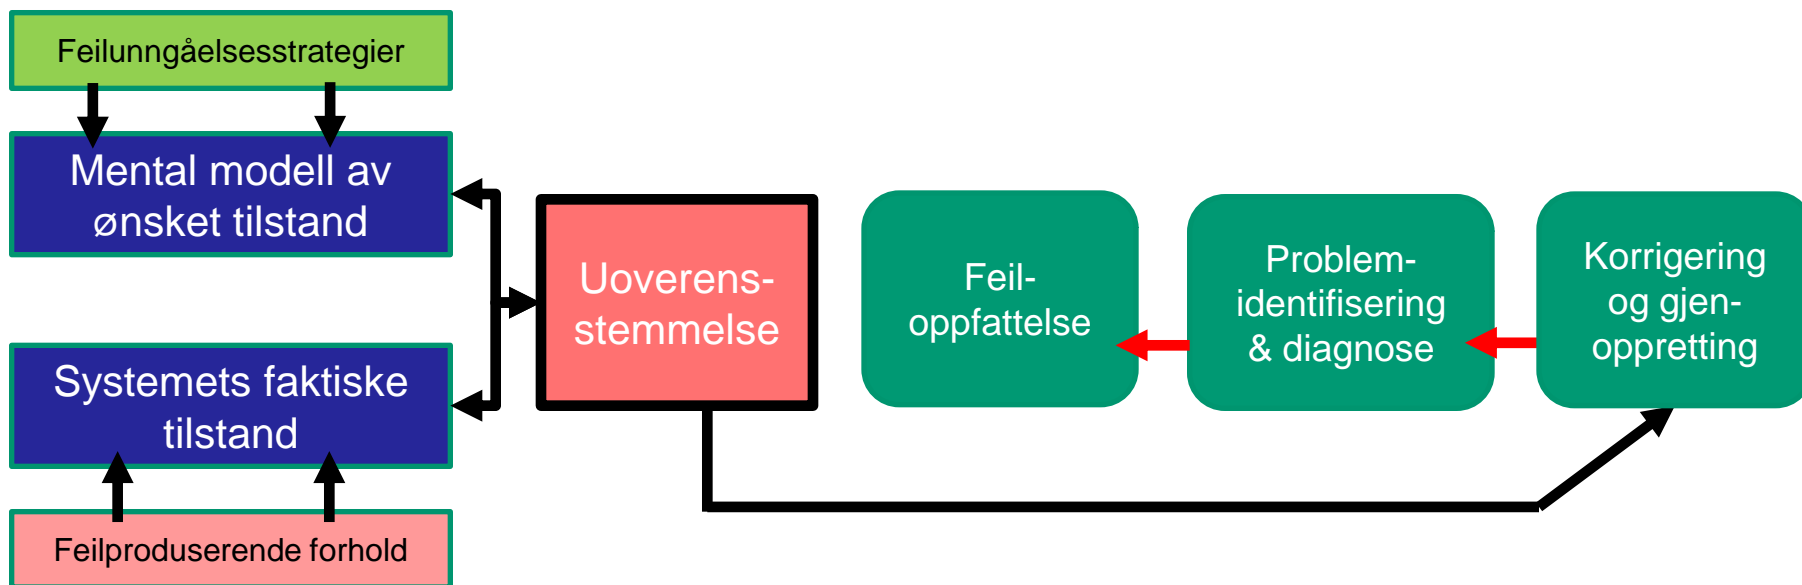 Feilunngåelsesstrategier
Mental modell av
ønsket tilstand
Systemets faktiske
tilstand
Feilproduserende forhold
Uoverens-
stemmelse
Feil-
oppfattelse
Problem-
identifisering
& diagnose
Korrigering
og gjen-
oppretting